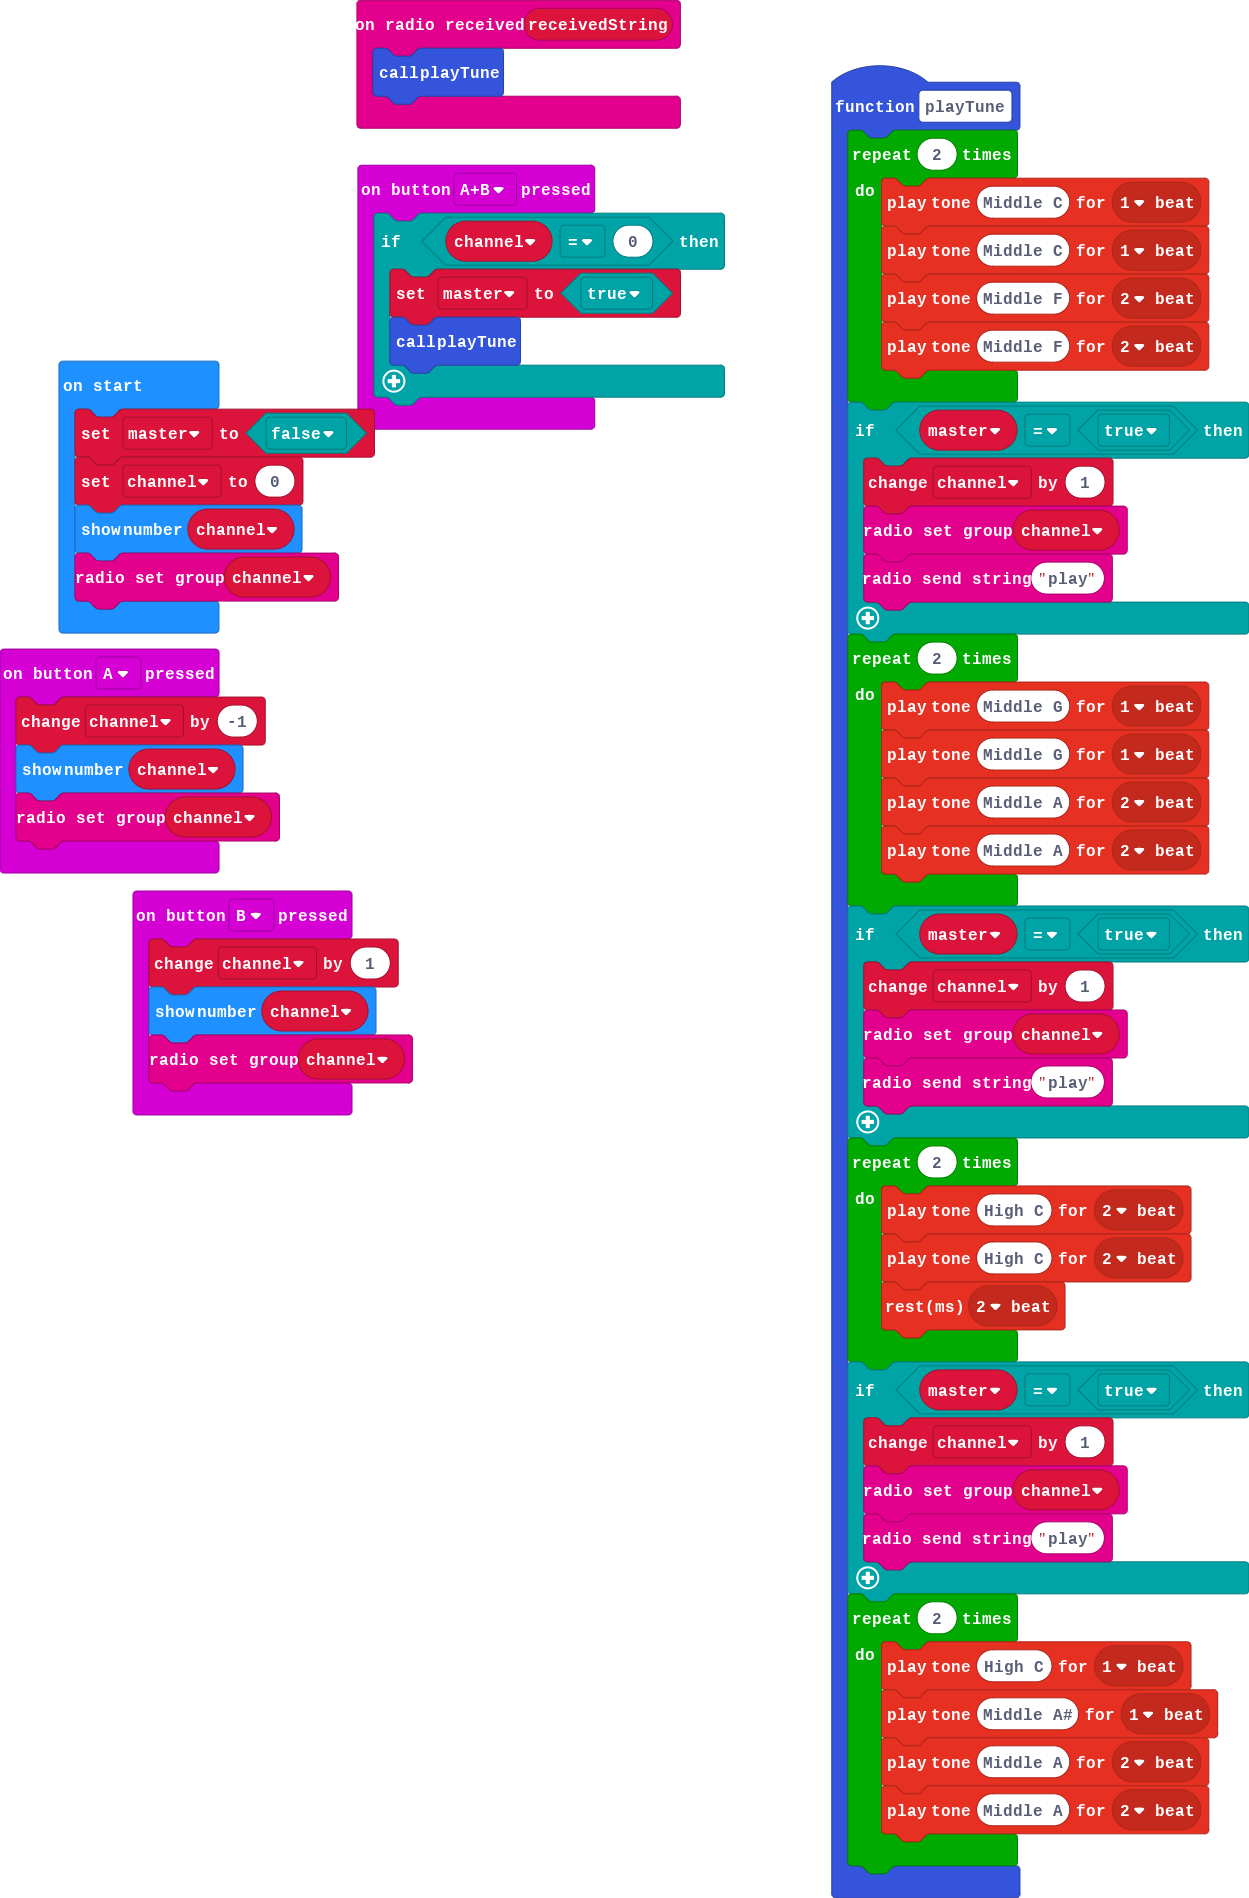 on radio received receivedString
call playTune
on button A+B pressed
if channel = 0 then
set master to true
call playTune
on start
set master to false
set channel to 0
show number channel
radio set group channel
on button A pressed
change channel by -1
show number channel
radio set group channel
on button B pressed
change channel by 1
show number channel
radio set group channel
function playTune
repeat 2 times
do
play tone Middle C for 1 beat
play tone Middle C for 1 beat
play tone Middle F for 2 beat
play tone Middle F for 2 beat
if master = true then
change channel by 1
radio set group channel
radio send string "play"
repeat 2 times
do
play tone Middle G for 1 beat
play tone Middle G for 1 beat
play tone Middle A for 2 beat
play tone Middle A for 2 beat
if master = true then
change channel by 1
radio set group channel
radio send string "play"
repeat 2 times
do
play tone High C for 2 beat
play tone High C for 2 beat
rest(ms) 2 beat
if master = true then
change channel by 1
radio set group channel
radio send string "play"
repeat 2 times
do
play tone High C for 1 beat
play tone Middle A# for 1 beat
play tone Middle A for 2 beat
play tone Middle A for 2 beat